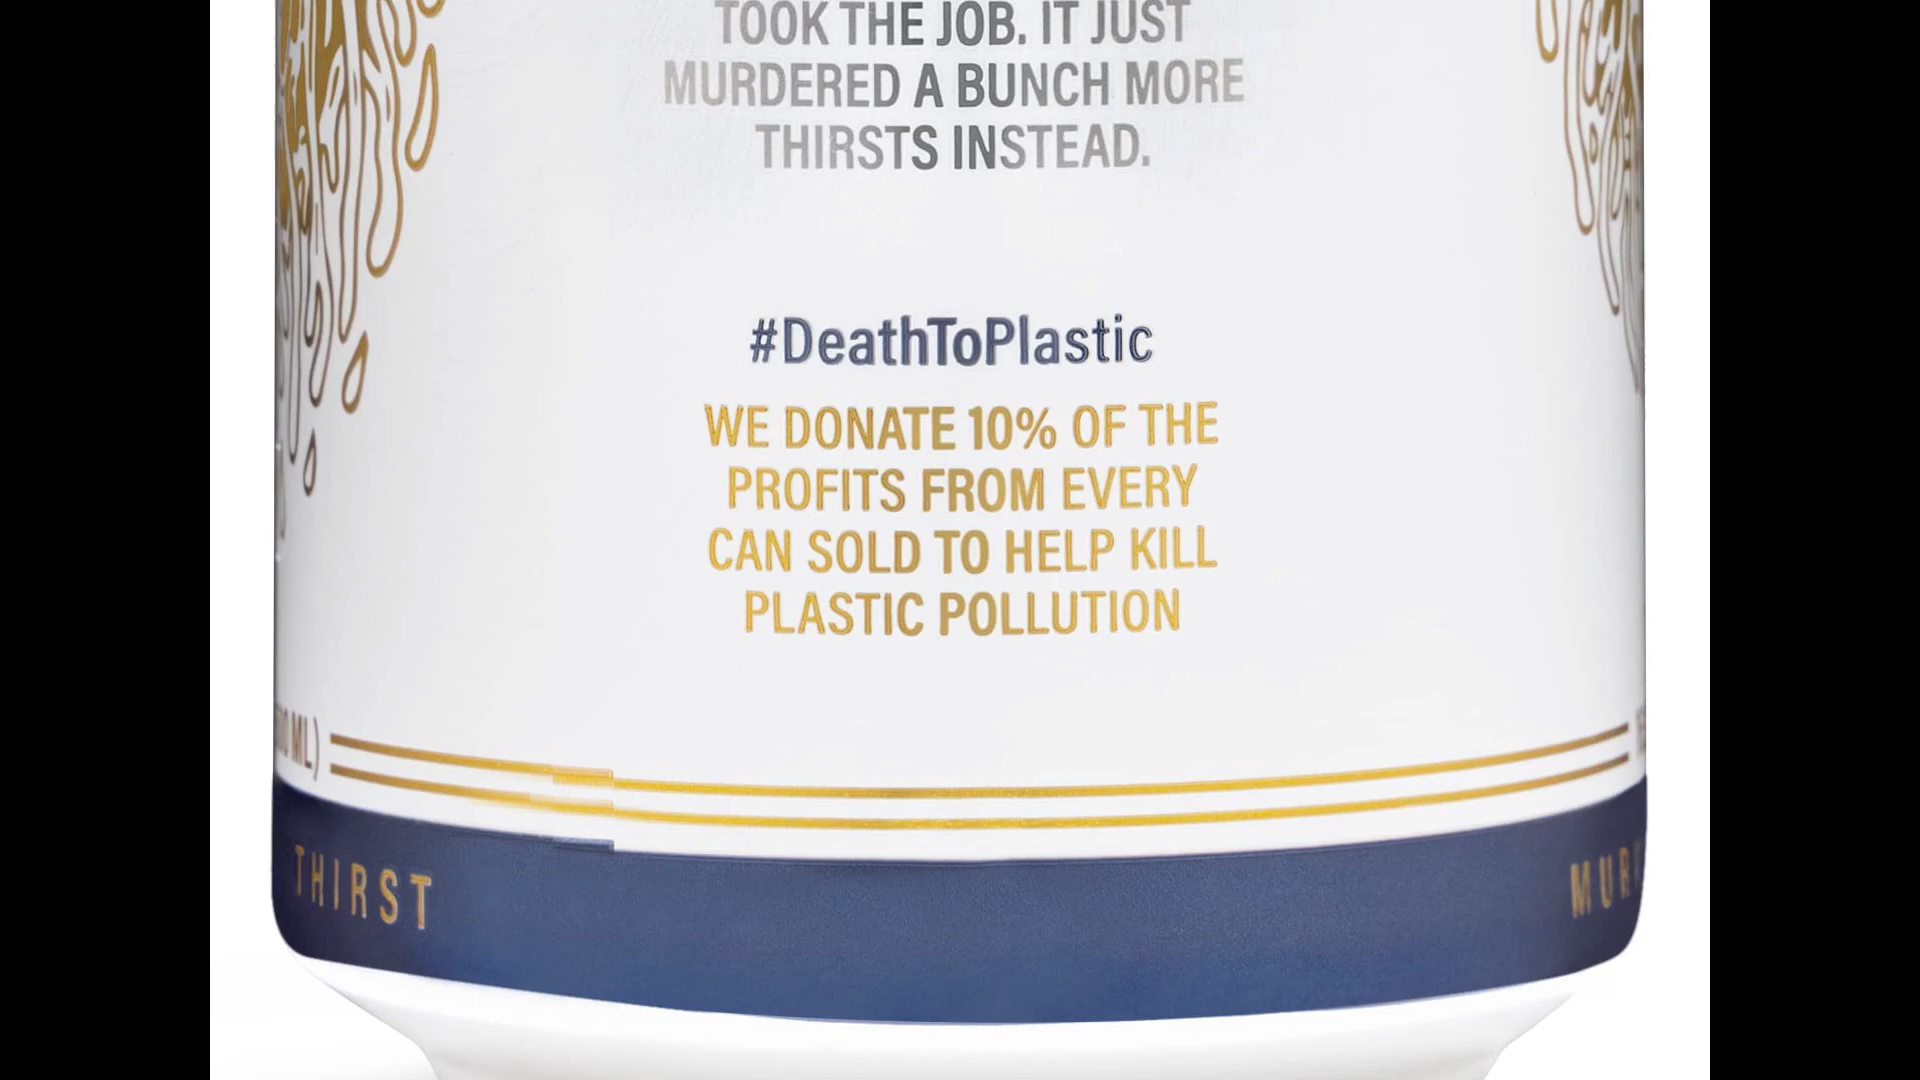 TOOK THE JOB. IT JUST
MURDERED A BUNCH MORE
THIRSTS INSTEAD.
#DeathToPlastic
WE DONATE 10% OF THE
PROFITS FROM EVERY
CAN SOLD TO HELP KILL
PLASTIC POLLUTION
ML)
THIRST